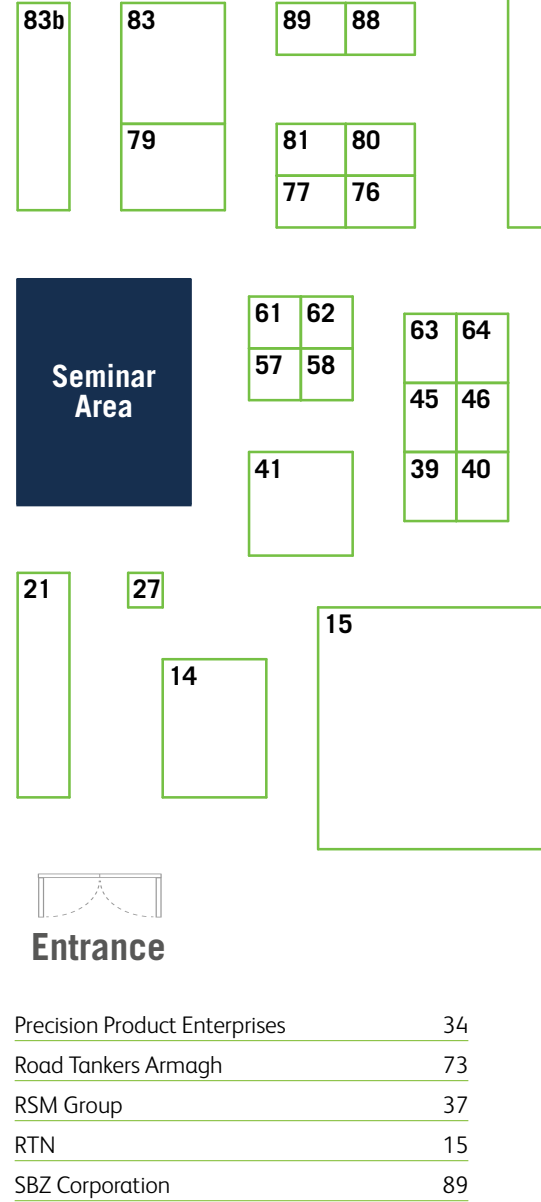 83b 83 89 88
79 81 80
77 76
61 62
63 64
Seminar
Area
57 58
45 46
41 39 40
21 27
15
14
Entrance
Precision Product Enterprises 34
Road Tankers Armagh 73
RSM Group 37
RTN 15
SBZ Corporation 89